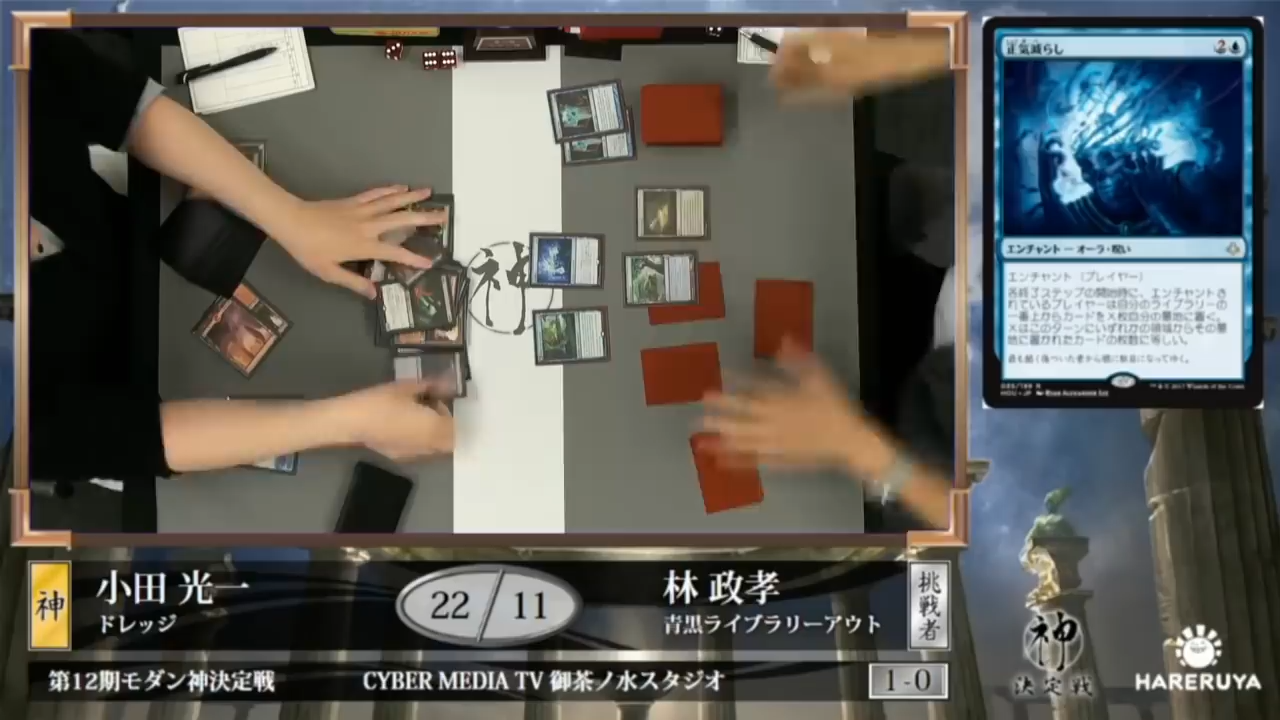 正気減らし 2
エンチャント — オーラ・呪い
エンチャント（プレイヤー）
各終了ステップの開始時に、エンチャントさ
れているプレイヤーは自分のライブラリーの
一番上からカードをX枚自分の墓地に置く。
Xはこのターンにいずれかの領域からその墓
地に置かれたカードの枚数に等しい。
神
神
小田 光一
ドレッジ
22 / 11
林 政孝
青黒ライブラリーアウト
挑戦者
第12期モダン神決定戦
CYBER MEDIA TV 御茶ノ水スタジオ
1-0
神
決定戦
HARERUYA